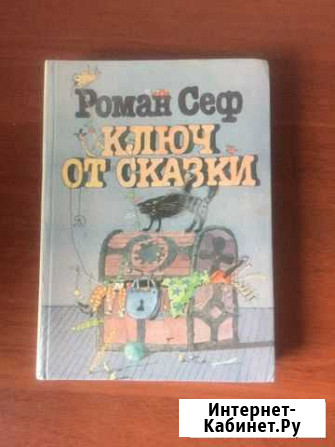 Роман Сеф
КЛЮЧ
ОТ СКАЗКИ
Интернет-
Кабинет.Ру